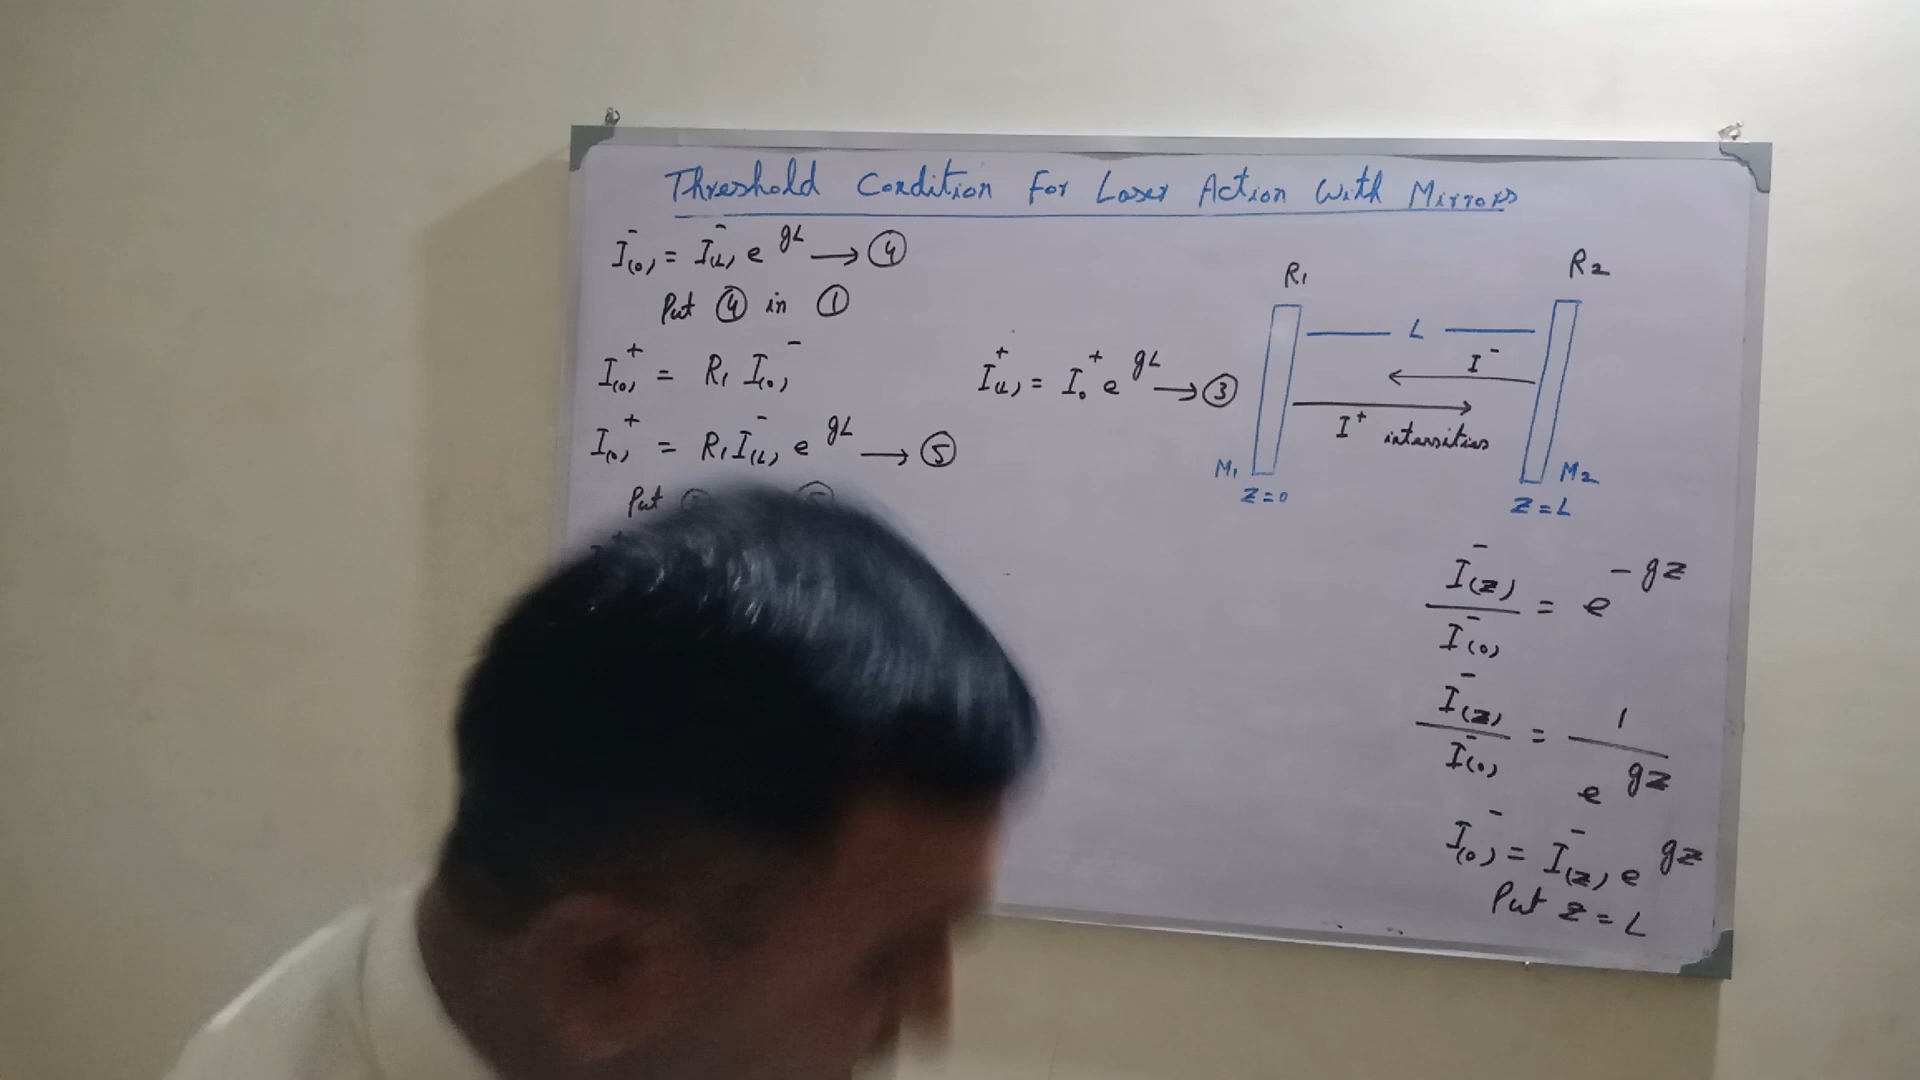 Threshold Condition For Laser Action With Mirrors
I⁻(0) = I⁻(L) e^gL → ④
Put ④ in ①
I⁺(0) = R₁ I(0)⁻
I⁺(0) = R₁ I⁻(L) e^gL → ⑤
Put
I⁺(L) = I₀⁺ e^gL → ③
R₁
R₂
L
I⁻
I⁺ intensities
M₁
M₂
Z=0
Z=L
I⁻(z) / I⁻(0) = e^-gz
I⁻(z) / I⁻(0) = 1 / e^gz
I⁻(0) = I⁻(z) e^gz
Put z = L